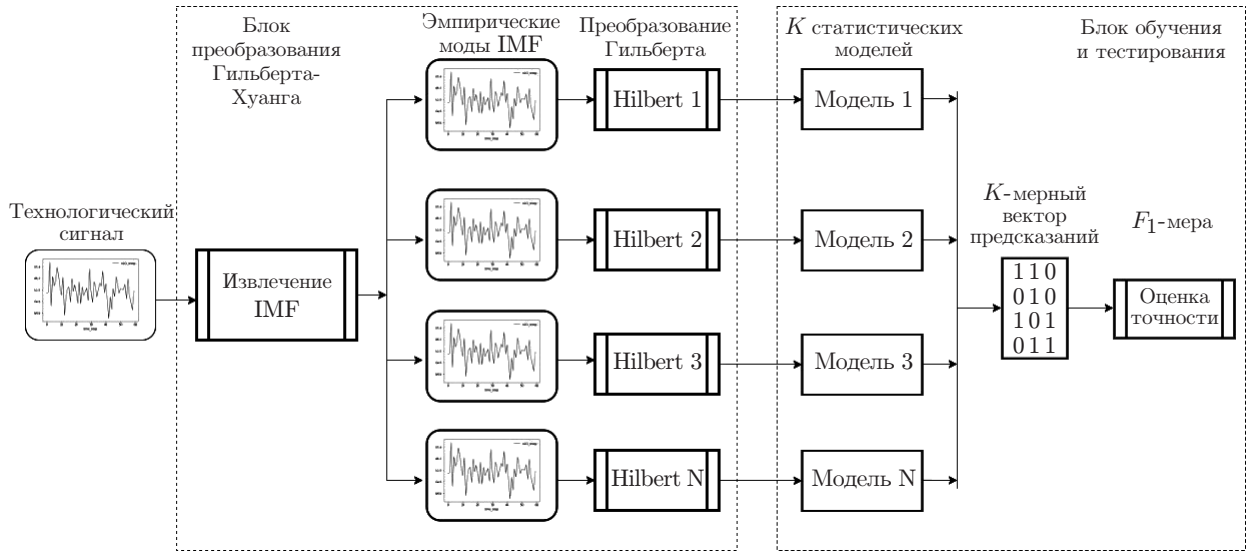 Блок
преобразования
Гильберта-
Хуанга
Эмпирические
моды IMF
Преобразование
Гильберта
K статистических
моделей
Блок обучения
и тестирования
Технологический
сигнал
Извлечение
IMF
Hilbert 1
Модель 1
Hilbert 2
Модель 2
Hilbert 3
Модель 3
Hilbert N
Модель N
K-мерный
вектор
предсказаний
1 1 0
0 1 0
1 0 1
0 1 1
F1-мера
Оценка
точности